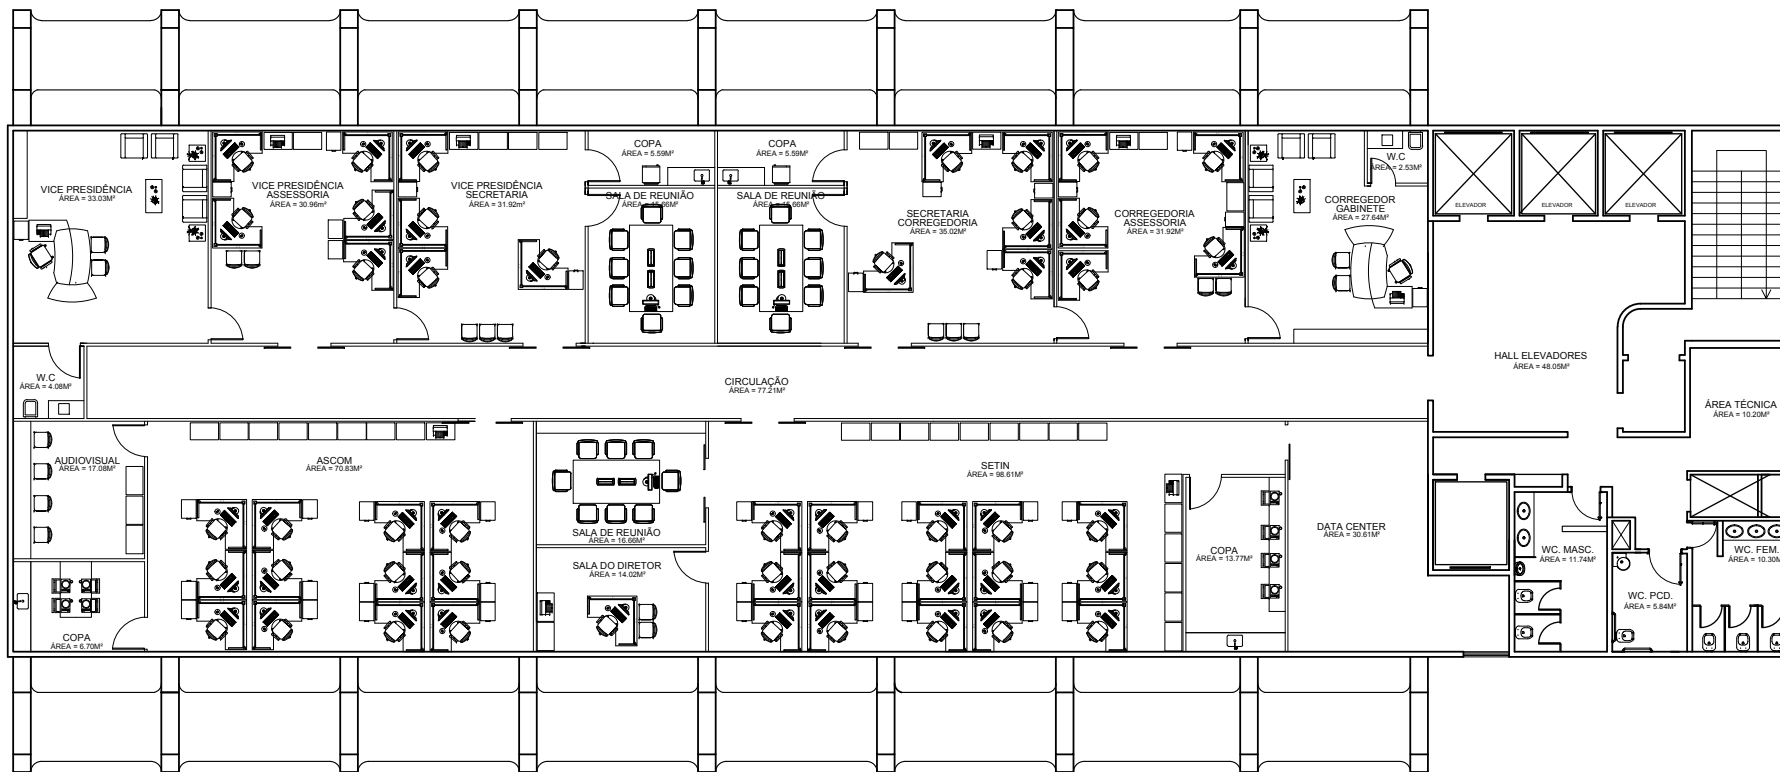 COPA
ÁREA = 5.59M²
COPA
ÁREA = 5.59M²
W.C
ÁREA = 2.53M²
VICE PRESIDÊNCIA
ÁREA = 33.03M²
VICE PRESIDÊNCIA
ASSESSORIA
ÁREA = 30.96m²
VICE PRESIDÊNCIA
SECRETARIA
ÁREA = 31.92m²
SALA DE REUNIÃO
SALA DE REUNIÃO
SECRETARIA
CORREGEDORIA
ÁREA = 35.02M²
CORREGEDORIA
ASSESSORIA
ÁREA = 31.92M²
CORREGEDOR
GABINETE
ÁREA = 27.64M²
ELEVADOR
ELEVADOR
ELEVADOR
HALL ELEVADORES
ÁREA = 48.05M²
W.C
ÁREA = 4.08M²
CIRCULAÇÃO
ÁREA = 77.21M²
ÁREA TÉCNICA
ÁREA = 10.20M²
AUDIOVISUAL
ÁREA = 17.08M²
ASCOM
ÁREA = 70.83M²
SETIN
ÁREA = 98.61M²
SALA DE REUNIÃO
ÁREA = 16.66M²
DATA CENTER
ÁREA = 30.61M²
SALA DO DIRETOR
ÁREA = 14.02M²
COPA
ÁREA = 13.77M²
WC. MASC.
ÁREA = 11.74M²
WC. FEM.
ÁREA = 10.30M
WC. PCD.
ÁREA = 5.84M²
COPA
ÁREA = 6.70M²